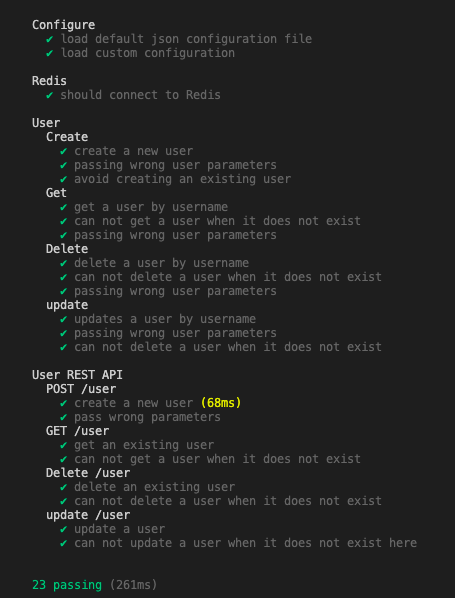 Configure
✔ load default json configuration file
✔ load custom configuration
Redis
✔ should connect to Redis
User
Create
✔ create a new user
✔ passing wrong user parameters
✔ avoid creating an existing user
Get
✔ get a user by username
✔ can not get a user when it does not exist
✔ passing wrong user parameters
Delete
✔ delete a user by username
✔ can not delete a user when it does not exist
✔ passing wrong user parameters
update
✔ updates a user by username
✔ passing wrong user parameters
✔ can not delete a user when it does not exist
User REST API
POST /user
✔ create a new user (68ms)
✔ pass wrong parameters
GET /user
✔ get an existing user
✔ can not get a user when it does not exist
Delete /user
✔ delete an existing user
✔ can not delete a user when it does not exist
update /user
✔ update a user
✔ can not update a user when it does not exist here
23 passing (261ms)